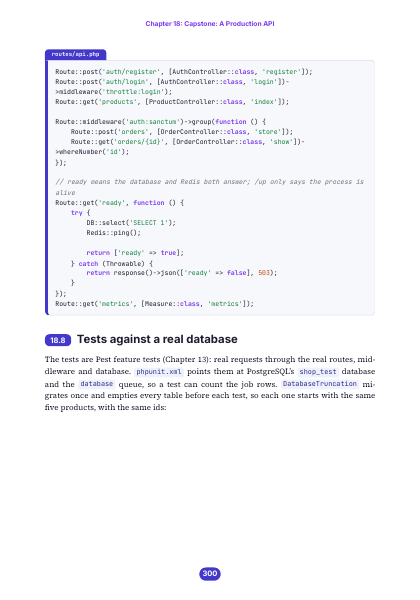 Chapter 18: Capstone: A Production API
routes/api.php
Route::post('auth/register', [AuthController::class, 'register']);
Route::post('auth/login', [AuthController::class, 'login'])-
>middleware('throttle:login');
Route::get('products', [ProductController::class, 'index']);
Route::middleware('auth:sanctum')->group(function () {
    Route::post('orders', [OrderController::class, 'store']);
    Route::get('orders/{id}', [OrderController::class, 'show'])-
>whereNumber('id');
});
// ready means the database and Redis both answer; /up only says the process is
alive
Route::get('ready', function () {
    try {
        DB::select('SELECT 1');
        Redis::ping();
        return ['ready' => true];
    } catch (Throwable) {
        return response()->json(['ready' => false], 503);
    }
});
Route::get('metrics', [Measure::class, 'metrics']);
18.8 Tests against a real database
The tests are Pest feature tests (Chapter 13): real requests through the real routes, mid-
dleware and database. phpunit.xml points them at PostgreSQL's shop_test database
and the database queue, so a test can count the job rows. DatabaseTruncation mi-
grates once and empties every table before each test, so each one starts with the same
five products, with the same ids:
300